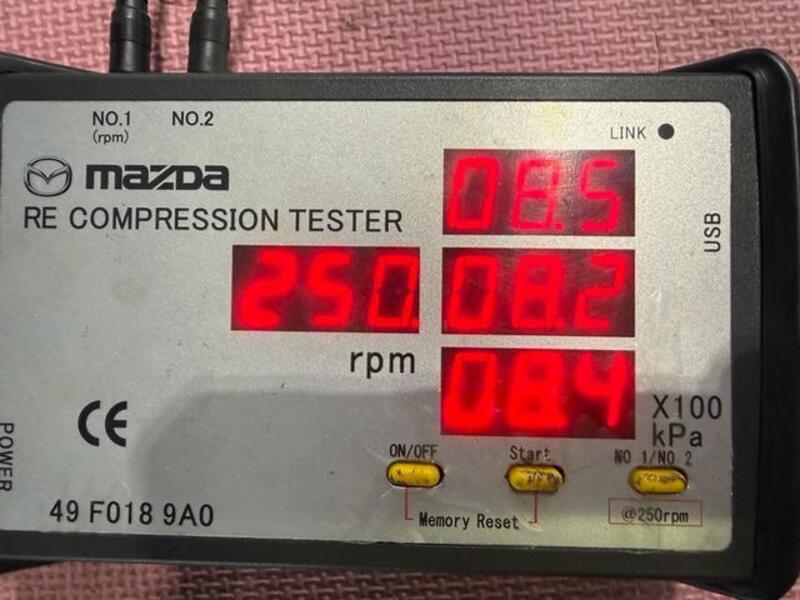 NO.1 NO.2
(rpm)
LINK
mazda
RE COMPRESSION TESTER
USB
08.5
250. 08.2
08.4
rpm
X100
kPa
CE
POWER
ON/OFF Start NO 1/NO 2
Memory Reset
@250rpm
49 F018 9A0